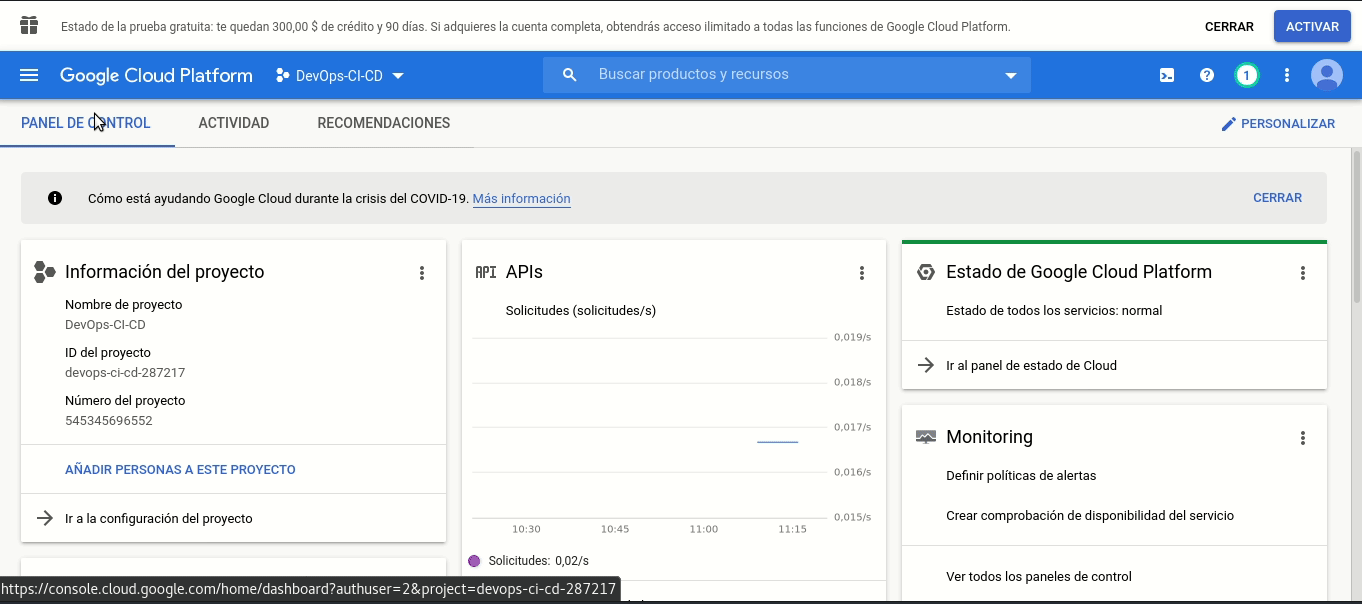 Estado de la prueba gratuita: te quedan 300,00 $ de crédito y 90 días. Si adquieres la cuenta completa, obtendrás acceso ilimitado a todas las funciones de Google Cloud Platform.
CERRAR
ACTIVAR
Google Cloud Platform
DevOps-CI-CD
Buscar productos y recursos
1
PANEL DE CONTROL
ACTIVIDAD
RECOMENDACIONES
PERSONALIZAR
Cómo está ayudando Google Cloud durante la crisis del COVID-19. Más información
CERRAR
Información del proyecto
Nombre de proyecto
DevOps-CI-CD
ID del proyecto
devops-ci-cd-287217
Número del proyecto
545345696552
AÑADIR PERSONAS A ESTE PROYECTO
Ir a la configuración del proyecto
API APIs
Solicitudes (solicitudes/s)
0,019/s
0,018/s
0,017/s
0,016/s
0,015/s
10:30 10:45 11:00 11:15
Solicitudes: 0,02/s
Estado de Google Cloud Platform
Estado de todos los servicios: normal
Ir al panel de estado de Cloud
Monitoring
Definir políticas de alertas
Crear comprobación de disponibilidad del servicio
Ver todos los paneles de control
https://console.cloud.google.com/home/dashboard?authuser=2&project=devops-ci-cd-287217